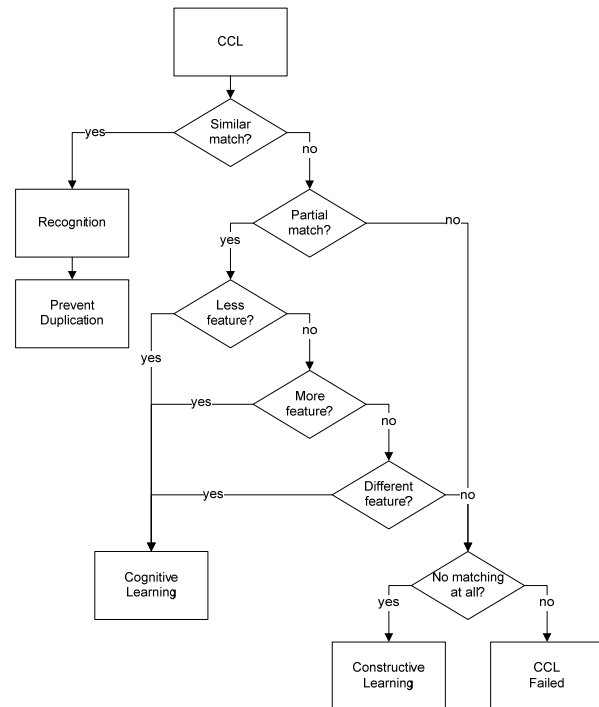 CCL
Similar
match?
yes
no
Recognition
Partial
match?
no
yes
Prevent
Duplication
Less
feature?
no
yes
More
feature?
yes
no
Different
feature?
yes
no
Cognitive
Learning
No matching
at all?
yes
no
Constructive
Learning
CCL
Failed